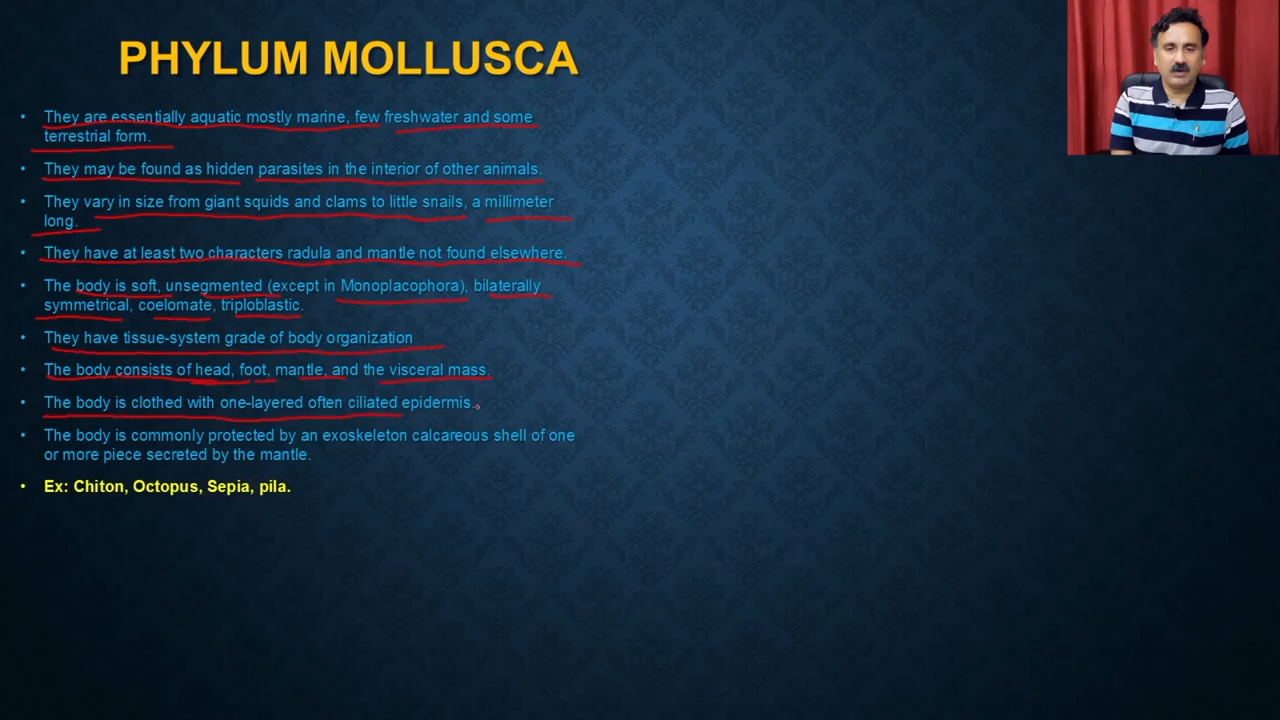 PHYLUM MOLLUSCA
• They are essentially aquatic mostly marine, few freshwater and some
terrestrial form.
• They may be found as hidden parasites in the interior of other animals.
• They vary in size from giant squids and clams to little snails, a millimeter
long.
• They have at least two characters radula and mantle not found elsewhere.
• The body is soft, unsegmented (except in Monoplacophora), bilaterally
symmetrical, coelomate, triploblastic.
• They have tissue-system grade of body organization
• The body consists of head, foot, mantle, and the visceral mass.
• The body is clothed with one-layered often ciliated epidermis.
• The body is commonly protected by an exoskeleton calcareous shell of one
or more piece secreted by the mantle.
• Ex: Chiton, Octopus, Sepia, pila.